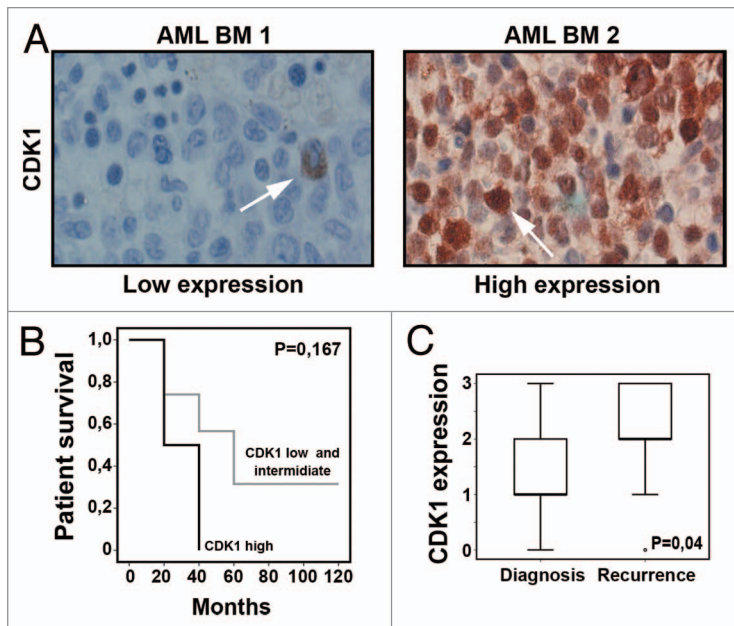 A
AML BM 1
AML BM 2
CDK1
Low expression
High expression
B
Patient survival
1,0
0,8
0,6
0,4
0,2
0
P=0,167
CDK1 low and
intermidiate
CDK1 high
0 20 40 60 80 100 120
Months
C
CDK1 expression
3
2
1
0
P=0,04
Diagnosis Recurrence